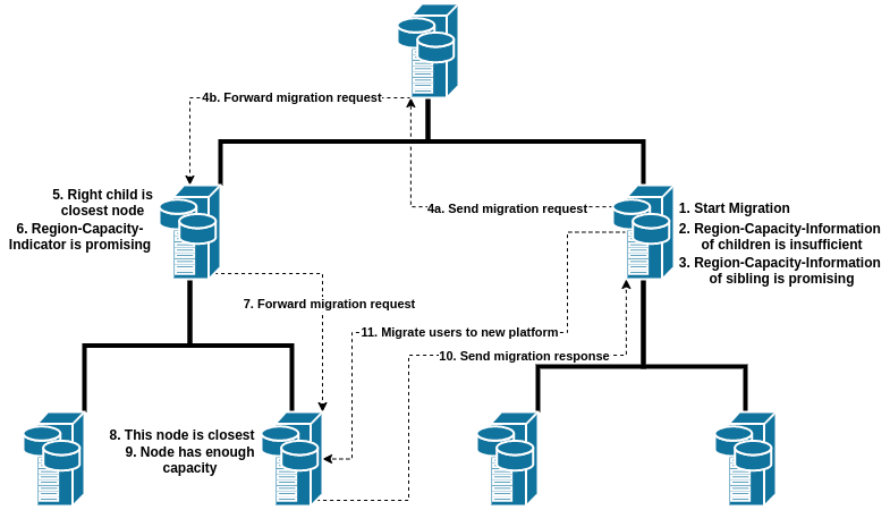 4b. Forward migration request
5. Right child is
closest node
6. Region-Capacity-
Indicator is promising
4a. Send migration request
1. Start Migration
2. Region-Capacity-Information
of children is insufficient
3. Region-Capacity-Information
of sibling is promising
7. Forward migration request
11. Migrate users to new platform
10. Send migration response
8. This node is closest
9. Node has enough
capacity